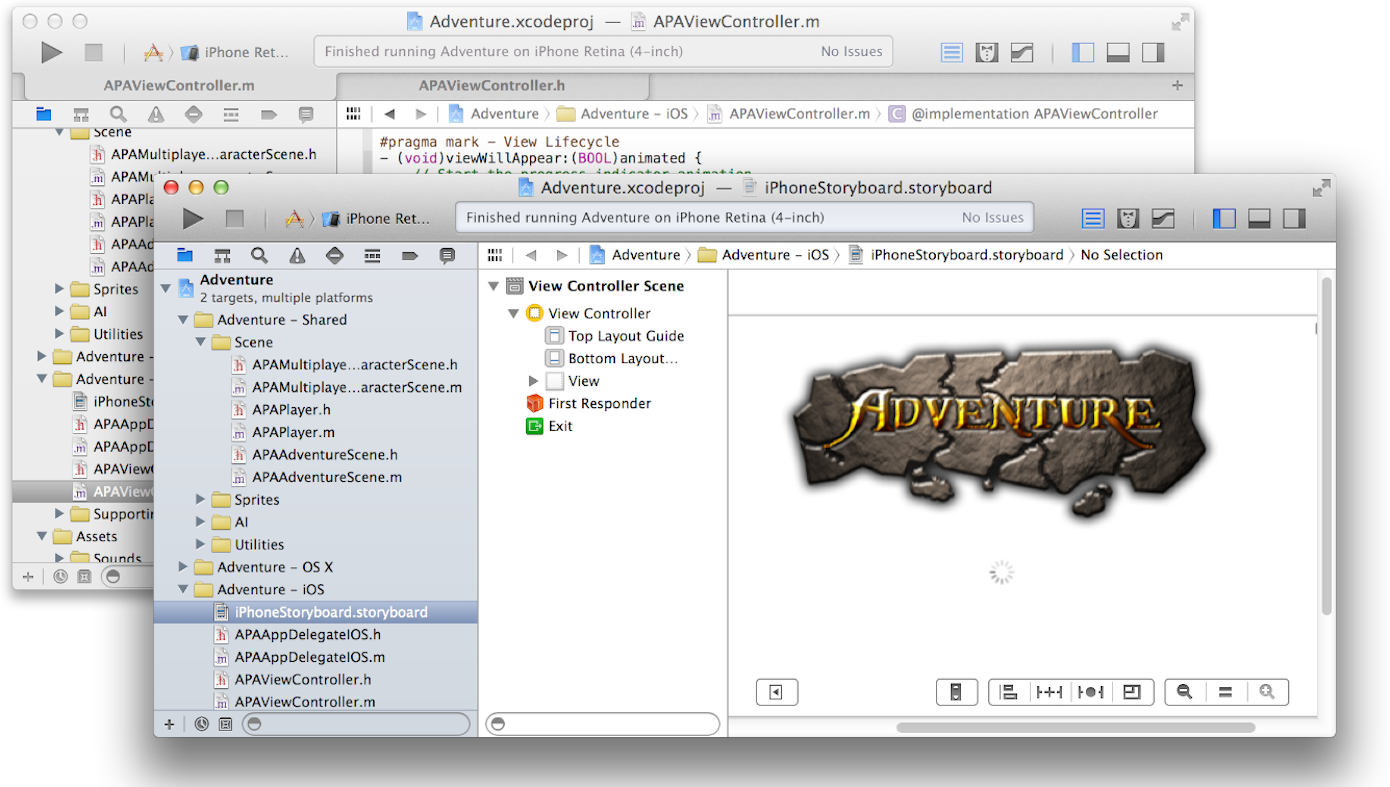 Adventure.xcodeproj — APAViewController.m
iPhone Ret...
Finished running Adventure on iPhone Retina (4-inch) No Issues
APAViewController.m APAViewController.h
Adventure Adventure – iOS APAViewController.m @implementation APAViewController
Scene
APAMultiplaye...aracterScene.h
APAMu
APAPla
APAPla
APAAd
APAAd
Sprites
AI
Utilities
Adventure –
Adventure –
iPhoneSto
APAAppD
APAAppD
APAViewC
APAViewC
Supportin
Assets
Sounds
#pragma mark – View Lifecycle
– (void)viewWillAppear:(BOOL)animated {
// Start the progress indicator animation
Adventure.xcodeproj — iPhoneStoryboard.storyboard
iPhone Ret...
Finished running Adventure on iPhone Retina (4-inch) No Issues
Adventure Adventure – iOS iPhoneStoryboard.storyboard No Selection
Adventure
2 targets, multiple platforms
Adventure – Shared
Scene
APAMultiplaye...aracterScene.h
APAMultiplaye...aracterScene.m
APAPlayer.h
APAPlayer.m
APAAdventureScene.h
APAAdventureScene.m
Sprites
AI
Utilities
Adventure – OS X
Adventure – iOS
iPhoneStoryboard.storyboard
APAAppDelegateIOS.h
APAAppDelegateIOS.m
APAViewController.h
APAViewController.m
View Controller Scene
View Controller
Top Layout Guide
Bottom Layout...
View
First Responder
Exit
ADVENTURE